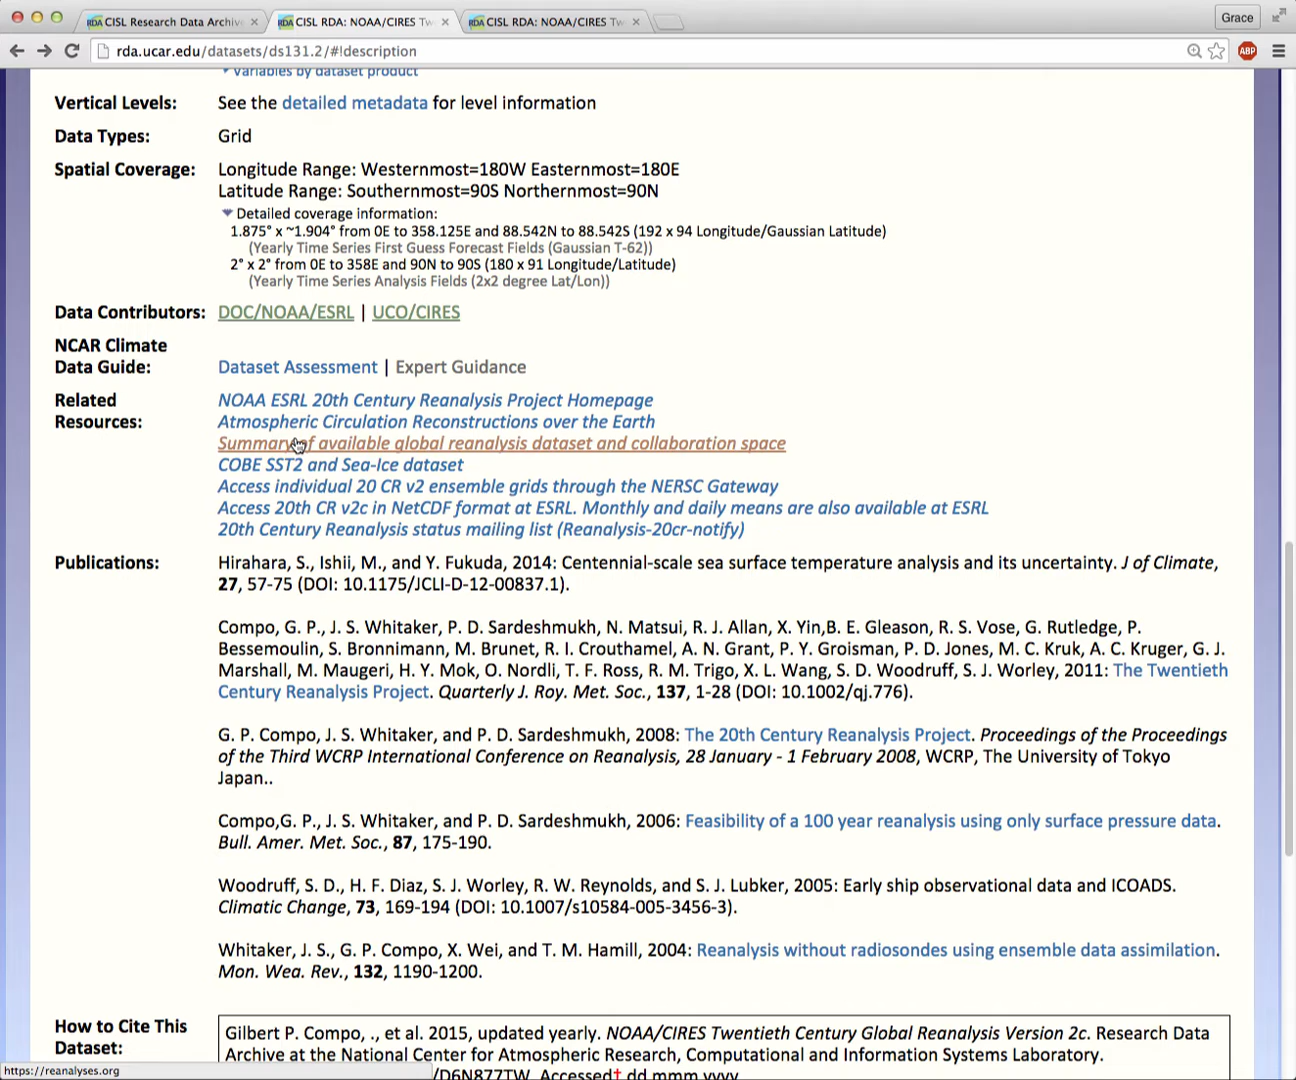 CISL Research Data Archiv
CISL RDA: NOAA/CIRES Tw
CISL RDA: NOAA/CIRES Tw
Grace
rda.ucar.edu/datasets/ds131.2/#!description
ABP
Variables by dataset product
Vertical Levels: See the detailed metadata for level information
Data Types: Grid
Spatial Coverage: Longitude Range: Westernmost=180W Easternmost=180E
Latitude Range: Southernmost=90S Northernmost=90N
Detailed coverage information:
1.875° x ~1.904° from 0E to 358.125E and 88.542N to 88.542S (192 x 94 Longitude/Gaussian Latitude)
(Yearly Time Series First Guess Forecast Fields (Gaussian T-62))
2° x 2° from 0E to 358E and 90N to 90S (180 x 91 Longitude/Latitude)
(Yearly Time Series Analysis Fields (2x2 degree Lat/Lon))
Data Contributors: DOC/NOAA/ESRL | UCO/CIRES
NCAR Climate
Data Guide: Dataset Assessment | Expert Guidance
Related
Resources:
NOAA ESRL 20th Century Reanalysis Project Homepage
Atmospheric Circulation Reconstructions over the Earth
Summary of available global reanalysis dataset and collaboration space
COBE SST2 and Sea-Ice dataset
Access individual 20 CR v2 ensemble grids through the NERSC Gateway
Access 20th CR v2c in NetCDF format at ESRL. Monthly and daily means are also available at ESRL
20th Century Reanalysis status mailing list (Reanalysis-20cr-notify)
Publications: Hirahara, S., Ishii, M., and Y. Fukuda, 2014: Centennial-scale sea surface temperature analysis and its uncertainty. J of Climate,
27, 57-75 (DOI: 10.1175/JCLI-D-12-00837.1).
Compo, G. P., J. S. Whitaker, P. D. Sardeshmukh, N. Matsui, R. J. Allan, X. Yin,B. E. Gleason, R. S. Vose, G. Rutledge, P.
Bessemoulin, S. Bronnimann, M. Brunet, R. I. Crouthamel, A. N. Grant, P. Y. Groisman, P. D. Jones, M. C. Kruk, A. C. Kruger, G. J.
Marshall, M. Maugeri, H. Y. Mok, O. Nordli, T. F. Ross, R. M. Trigo, X. L. Wang, S. D. Woodruff, S. J. Worley, 2011: The Twentieth
Century Reanalysis Project. Quarterly J. Roy. Met. Soc., 137, 1-28 (DOI: 10.1002/qj.776).
G. P. Compo, J. S. Whitaker, and P. D. Sardeshmukh, 2008: The 20th Century Reanalysis Project. Proceedings of the Proceedings
of the Third WCRP International Conference on Reanalysis, 28 January - 1 February 2008, WCRP, The University of Tokyo
Japan..
Compo,G. P., J. S. Whitaker, and P. D. Sardeshmukh, 2006: Feasibility of a 100 year reanalysis using only surface pressure data.
Bull. Amer. Met. Soc., 87, 175-190.
Woodruff, S. D., H. F. Diaz, S. J. Worley, R. W. Reynolds, and S. J. Lubker, 2005: Early ship observational data and ICOADS.
Climatic Change, 73, 169-194 (DOI: 10.1007/s10584-005-3456-3).
Whitaker, J. S., G. P. Compo, X. Wei, and T. M. Hamill, 2004: Reanalysis without radiosondes using ensemble data assimilation.
Mon. Wea. Rev., 132, 1190-1200.
How to Cite This
Dataset:
Gilbert P. Compo, ., et al. 2015, updated yearly. NOAA/CIRES Twentieth Century Global Reanalysis Version 2c. Research Data
Archive at the National Center for Atmospheric Research, Computational and Information Systems Laboratory.
/D6N877TW. Accessed† dd mmm yyyy.
https://reanalyses.org